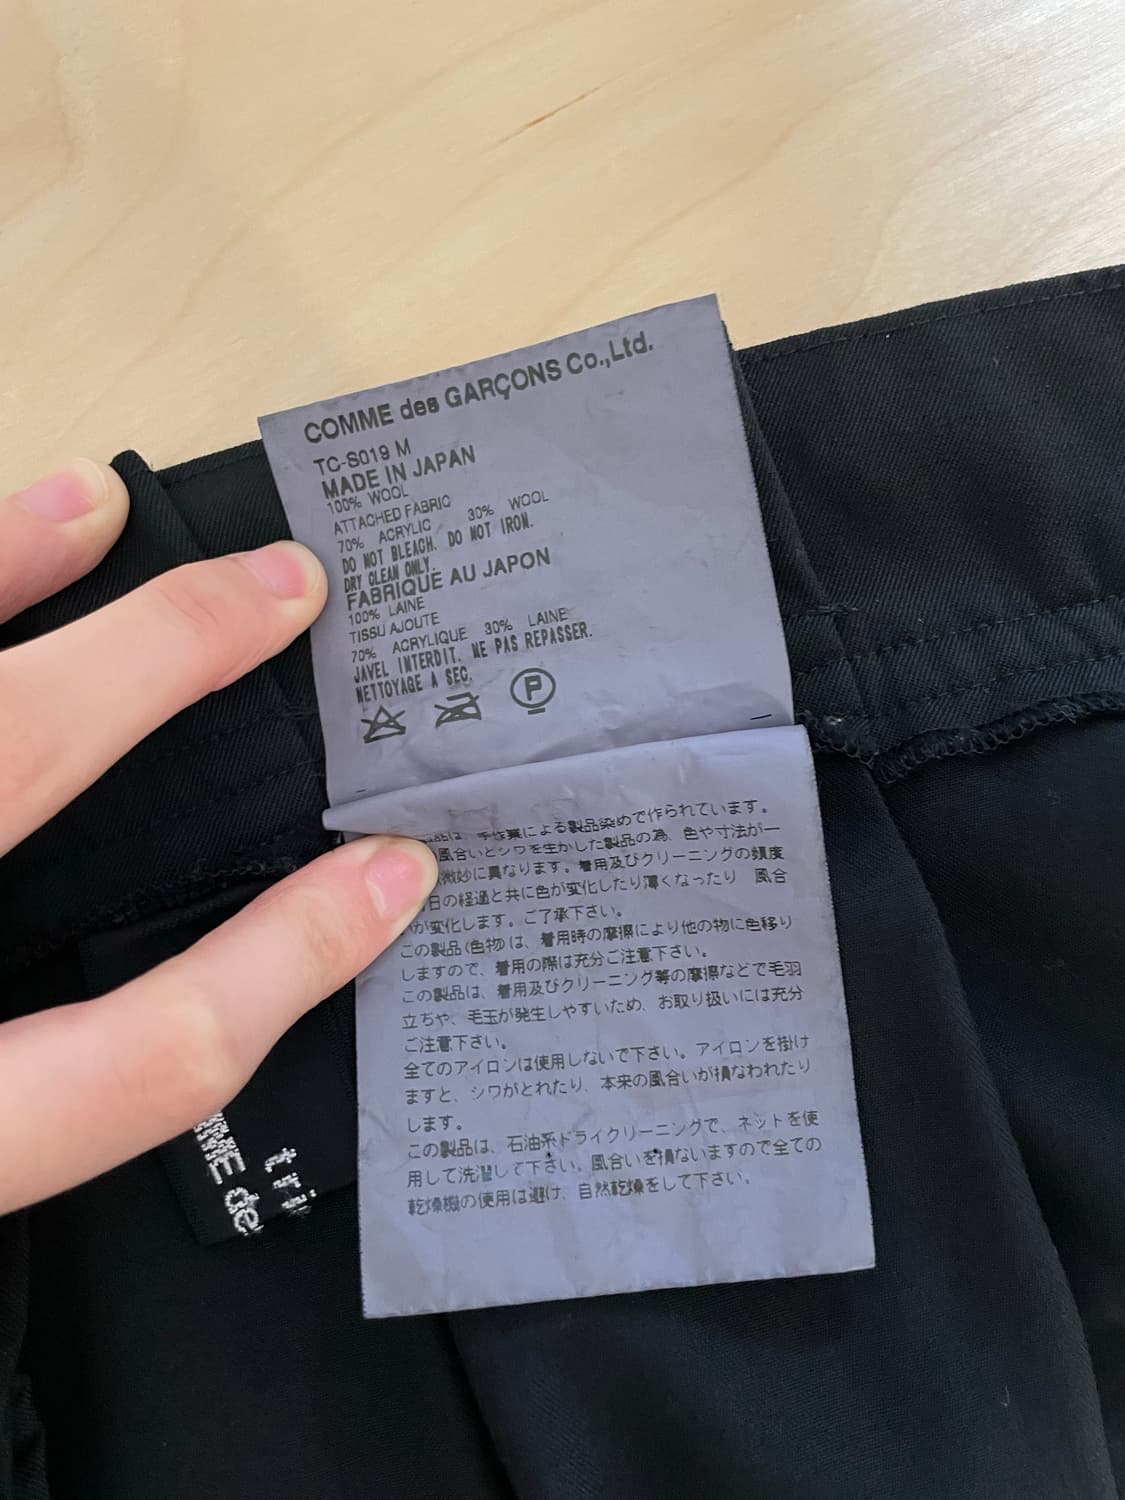 COMME des GARÇONS Co.,Ltd.
TC-S019 M
MADE IN JAPAN
100% WOOL
ATTACHED FABRIC
70% ACRYLIC 30% WOOL
DO NOT BLEACH. DO NOT IRON.
DRY CLEAN ONLY.
FABRIQUE AU JAPON
100% LAINE
TISSU AJOUTE
70% ACRYLIQUE 30% LAINE
JAVEL INTERDIT. NE PAS REPASSER.
NETTOYAGE A SEC.
P
は、手作業による製品染めで作られています。
風合いとシワを生かした製品の為、色や寸法が一
微妙に異なります。着用及びクリーニングの頻度
日の経過と共に色が変化したり薄くなったり 風合
が変化します。ご了承下さい。
この製品(色物)は、着用時の摩擦により他の物に色移り
しますので、着用の際は充分ご注意下さい。
この製品は、着用及びクリーニング等の摩擦などで毛羽
立ちや、毛玉が発生しやすいため、お取り扱いには充分
ご注意下さい。
全てのアイロンは使用しないで下さい。アイロンを掛け
ますと、シワがとれたり、本来の風合いが損なわれたり
します。
この製品は、石油系ドライクリーニングで、ネットを使
用して洗濯して下さい。風合いを損ないますので全ての
乾燥機の使用は避け、自然乾燥をして下さい。
tri
MME de